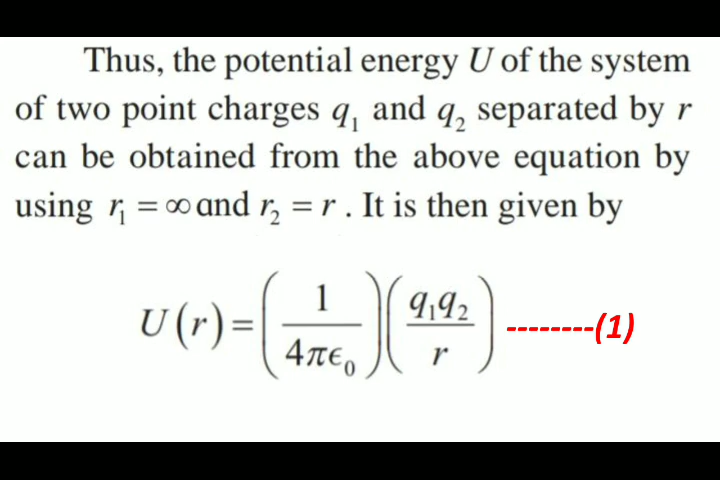 Thus, the potential energy U of the system
of two point charges q₁ and q₂ separated by r
can be obtained from the above equation by
using r₁ = ∞ and r₂ = r . It is then given by
U(r) = (1/4πϵ₀)(q₁q₂/r) --------(1)